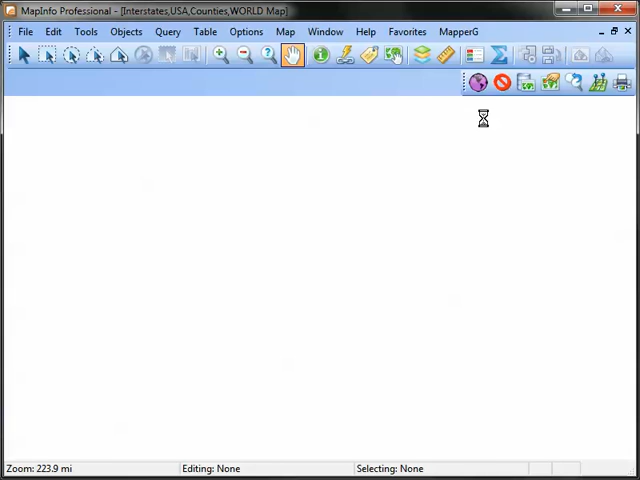 MapInfo Professional - [Interstates,USA,Counties,WORLD Map]
File Edit Tools Objects Query Table Options Map Window Help Favorites MapperG
Zoom: 223.9 mi Editing: None Selecting: None